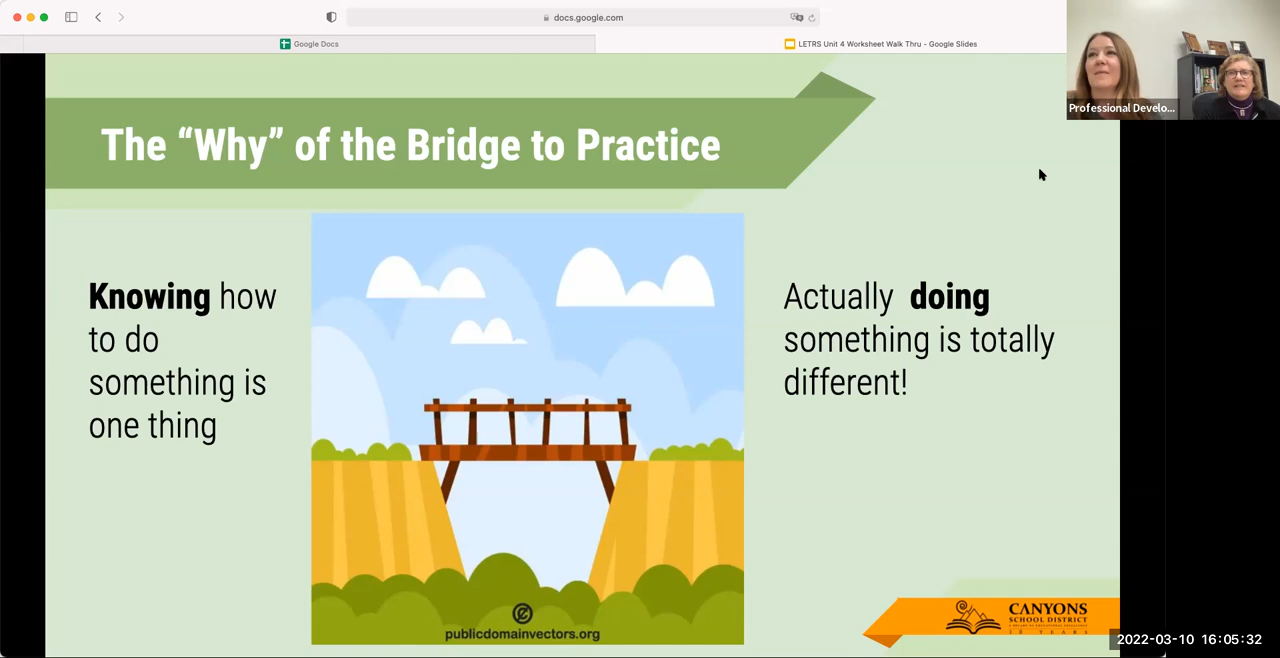 docs.google.com
Google Docs
LETRS Unit 4 Worksheet Walk Thru - Google Slides
Professional Develo...
The “Why” of the Bridge to Practice
Knowing how
to do
something is
one thing
Actually doing
something is totally
different!
publicdomainvectors.org
CANYONS
SCHOOL DISTRICT
2022-03-10 16:05:32